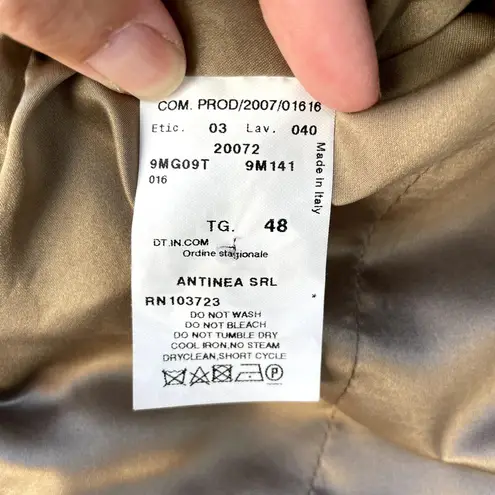 COM. PROD/2007/01616
Etic. 03 Lav. 040
20072
9MG09T 9M141
016
Made in Italy
TG. 48
DT.IN.COM
Ordine stagionale
ANTINEA SRL
RN103723
DO NOT WASH
DO NOT BLEACH
DO NOT TUMBLE DRY
COOL IRON,NO STEAM
DRYCLEAN,SHORT CYCLE
P